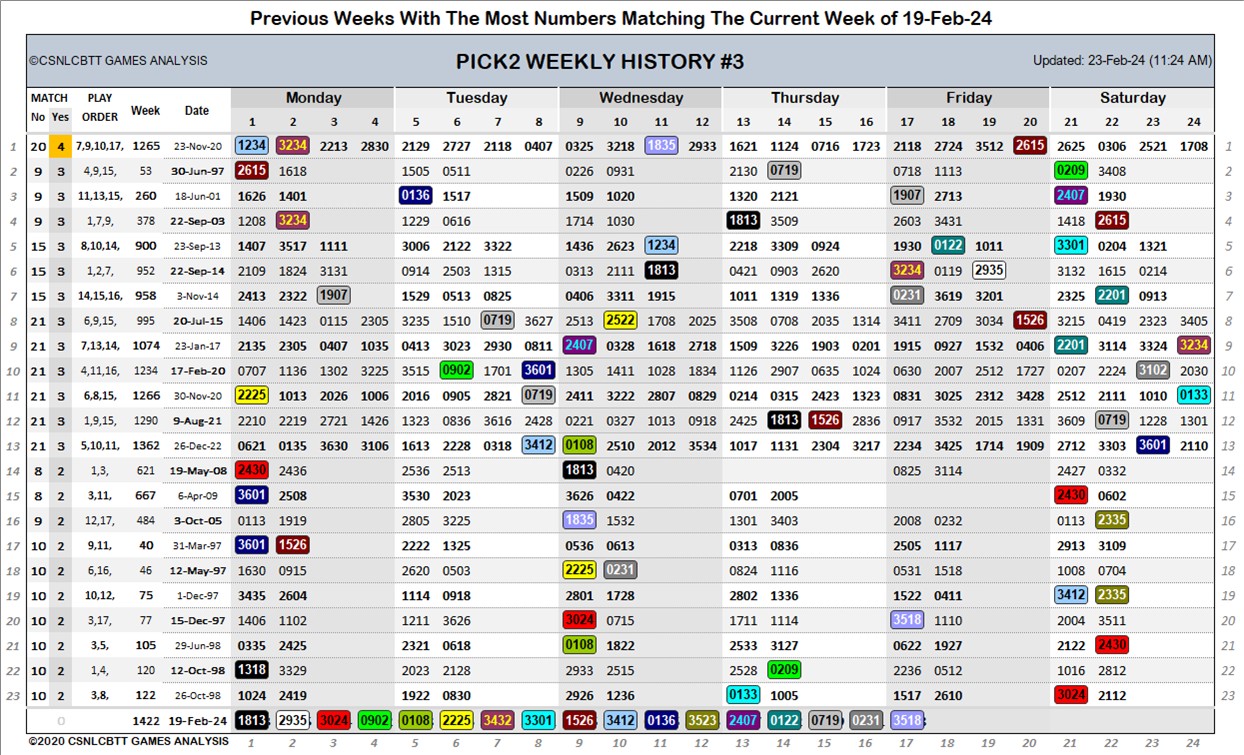 Previous Weeks With The Most Numbers Matching The Current Week of 19-Feb-24
©CSNLCBTT GAMES ANALYSIS PICK2 WEEKLY HISTORY #3 Updated: 23-Feb-24 (11:24 AM)
MATCH PLAY Week Date Monday Tuesday Wednesday Thursday Friday Saturday
No Yes ORDER 1 2 3 4 5 6 7 8 9 10 11 12 13 14 15 16 17 18 19 20 21 22 23 24
1 20 4 7,9,10,17, 1265 23-Nov-20 1234 3234 2213 2830 2129 2727 2118 0407 0325 3218 1835 2933 1621 1124 0716 1723 2118 2724 3512 2615 2625 0306 2521 1708 1
2 9 3 4,9,15, 53 30-Jun-97 2615 1618 1505 0511 0226 0931 2130 0719 0718 1113 0209 3408 2
3 9 3 11,13,15, 260 18-Jun-01 1626 1401 0136 1517 1509 1020 1320 2121 1907 2713 2407 1930 3
4 9 3 1,7,9, 378 22-Sep-03 1208 3234 1229 0616 1714 1030 1813 3509 2603 3431 1418 2615 4
5 15 3 8,10,14, 900 23-Sep-13 1407 3517 1111 3006 2122 3322 1436 2623 1234 2218 3309 0924 1930 0122 1011 3301 0204 1321 5
6 15 3 1,2,7, 952 22-Sep-14 2109 1824 3131 0914 2503 1315 0313 2111 1813 0421 0903 2620 3234 0119 2935 3132 1615 0214 6
7 15 3 14,15,16, 958 3-Nov-14 2413 2322 1907 1529 0513 0825 0406 3311 1915 1011 1319 1336 0231 3619 3201 2325 2201 0913 7
8 21 3 6,9,15, 995 20-Jul-15 1406 1423 0115 2305 3235 1510 0719 3627 2513 2522 1708 2025 3508 0708 2035 1314 3411 2709 3034 1526 3215 0419 2323 3405 8
9 21 3 7,13,14, 1074 23-Jan-17 2135 2305 0407 1035 0413 3023 2930 0811 2407 0328 1618 2718 1509 3226 1903 0201 1915 0927 1532 0406 2201 3114 3324 3234 9
10 21 3 4,11,16, 1234 17-Feb-20 0707 1136 1302 3225 3515 0902 1701 3601 1305 1411 1028 1834 1126 2907 0635 1024 0630 2007 2512 1727 0207 2224 3102 2030 10
11 21 3 6,8,15, 1266 30-Nov-20 2225 1013 2026 1006 2016 0905 2722 0719 2411 3222 2807 0829 0214 0315 2423 1323 0831 3025 2312 3428 2512 2111 1010 0133 11
12 21 3 1,9,15, 1290 9-Aug-21 2210 2219 2721 1426 1323 0836 3616 2428 0221 0327 1013 0918 2425 1813 1526 2836 0917 3532 2015 1331 3609 0719 1228 1301 12
13 21 3 5,10,11, 1362 26-Dec-22 0621 0135 3630 3106 1613 2228 0318 3412 0108 2510 2012 3534 1017 1131 2304 3217 2234 3425 1714 1909 2712 3303 3601 2110 13
14 8 2 1,3, 621 19-May-08 2430 2436 2536 2513 1813 0420 0825 3114 2427 0332 14
15 8 2 3,11, 667 6-Apr-09 3601 2508 3530 2023 3626 0422 0701 2005 2430 0602 15
16 9 2 12,17, 484 3-Oct-05 0113 1919 2805 3225 1835 1532 1301 3403 2008 0232 0113 2335 16
17 10 2 9,11, 40 31-Mar-97 3601 1526 2222 1325 0536 0613 0313 0836 2505 1117 2913 3109 17
18 10 2 6,16, 46 12-May-97 1630 0915 2620 0503 2225 0231 0824 1116 0531 1518 1008 0704 18
19 10 2 10,12, 75 1-Dec-97 3435 2604 1114 0918 2801 1728 2802 1336 1522 0411 3412 2335 19
20 10 2 3,17, 77 15-Dec-97 1406 1102 1211 3626 3024 0715 1711 1114 3518 1110 2004 3511 20
21 10 2 3,5, 105 29-Jun-98 0335 2425 2321 0618 0108 1822 2533 3127 0622 1927 2122 2430 21
22 10 2 1,4, 120 12-Oct-98 1318 3329 2023 2128 2933 2515 2528 0209 2236 0512 1016 2812 22
23 10 2 3,8, 122 26-Oct-98 1024 2419 1922 0830 2926 1236 0133 1005 1517 2610 3024 2112 23
0 1422 19-Feb-24 1813 2935 3024 0902 0108 2225 3432 3301 1526 3412 0136 3523 2407 0122 0719 0231 3518
©2020 CSNLCBTT GAMES ANALYSIS 1 2 3 4 5 6 7 8 9 10 11 12 13 14 15 16 17 18 19 20 21 22 23 24